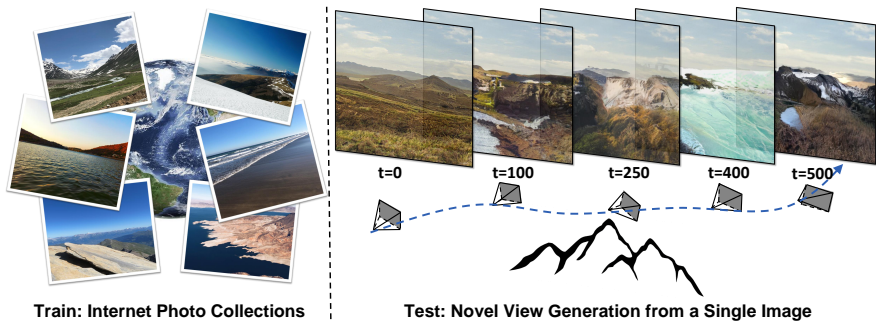 t=0
t=100
t=250
t=400
t=500
Train: Internet Photo Collections
Test: Novel View Generation from a Single Image